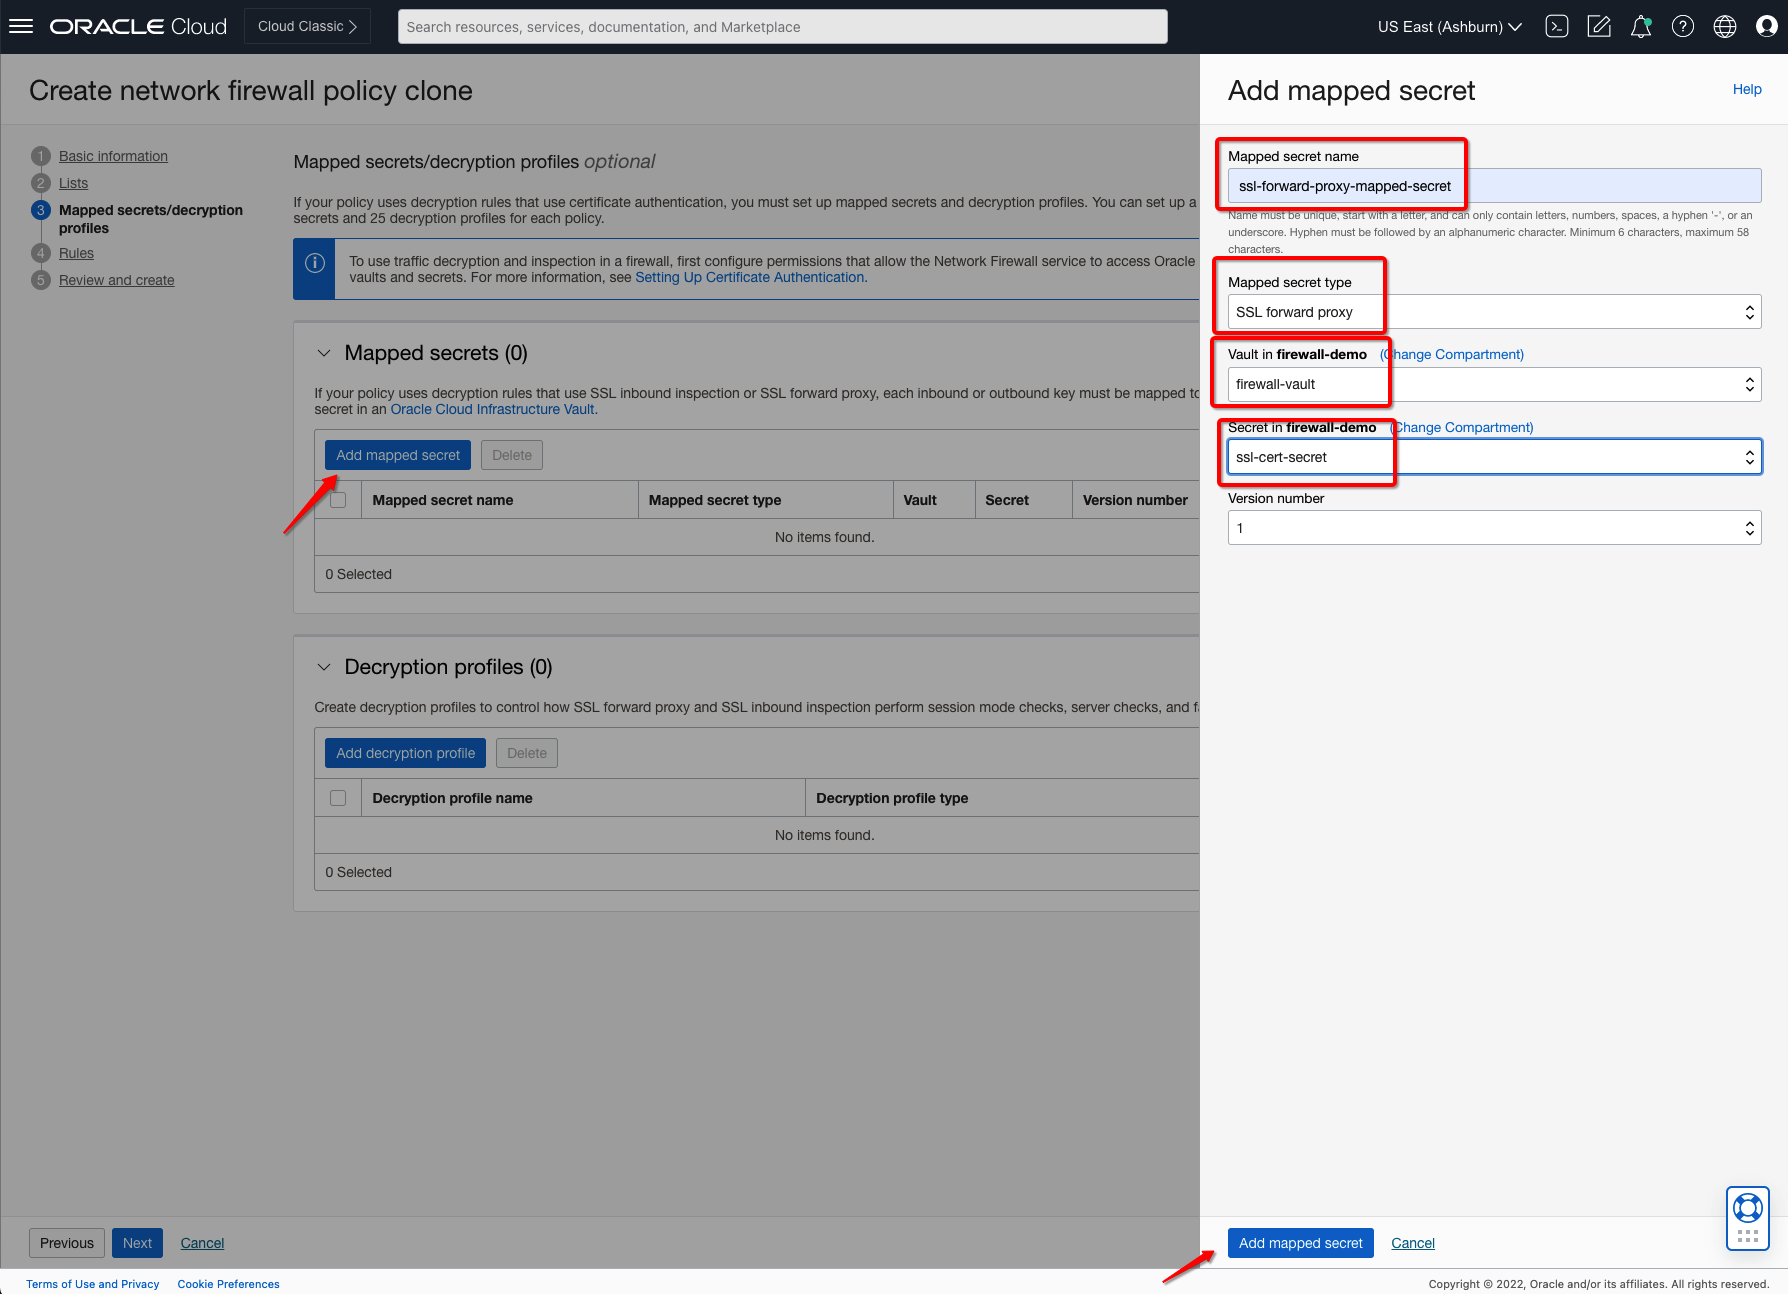 ORACLE Cloud
Cloud Classic
Search resources, services, documentation, and Marketplace
US East (Ashburn)
Create network firewall policy clone
1 Basic information
2 Lists
3 Mapped secrets/decryption
profiles
4 Rules
5 Review and create
Mapped secrets/decryption profiles optional
If your policy uses decryption rules that use certificate authentication, you must set up mapped secrets and decryption profiles. You can set up a
secrets and 25 decryption profiles for each policy.
To use traffic decryption and inspection in a firewall, first configure permissions that allow the Network Firewall service to access Oracle
vaults and secrets. For more information, see Setting Up Certificate Authentication.
Mapped secrets (0)
If your policy uses decryption rules that use SSL inbound inspection or SSL forward proxy, each inbound or outbound key must be mapped to
secret in an Oracle Cloud Infrastructure Vault.
Add mapped secret
Delete
Mapped secret name
Mapped secret type
Vault
Secret
Version number
No items found.
0 Selected
Decryption profiles (0)
Create decryption profiles to control how SSL forward proxy and SSL inbound inspection perform session mode checks, server checks, and
Add decryption profile
Delete
Decryption profile name
Decryption profile type
No items found.
0 Selected
Previous
Next
Cancel
Add mapped secret
Help
Mapped secret name
ssl-forward-proxy-mapped-secret
Name must be unique, start with a letter, and can only contain letters, numbers, spaces, a hyphen '-', or an
underscore. Hyphen must be followed by an alphanumeric character. Minimum 6 characters, maximum 58
characters.
Mapped secret type
SSL forward proxy
Vault in firewall-demo (Change Compartment)
firewall-vault
Secret in firewall-demo (Change Compartment)
ssl-cert-secret
Version number
1
Add mapped secret
Cancel
Terms of Use and Privacy
Cookie Preferences
Copyright © 2022, Oracle and/or its affiliates. All rights reserved.